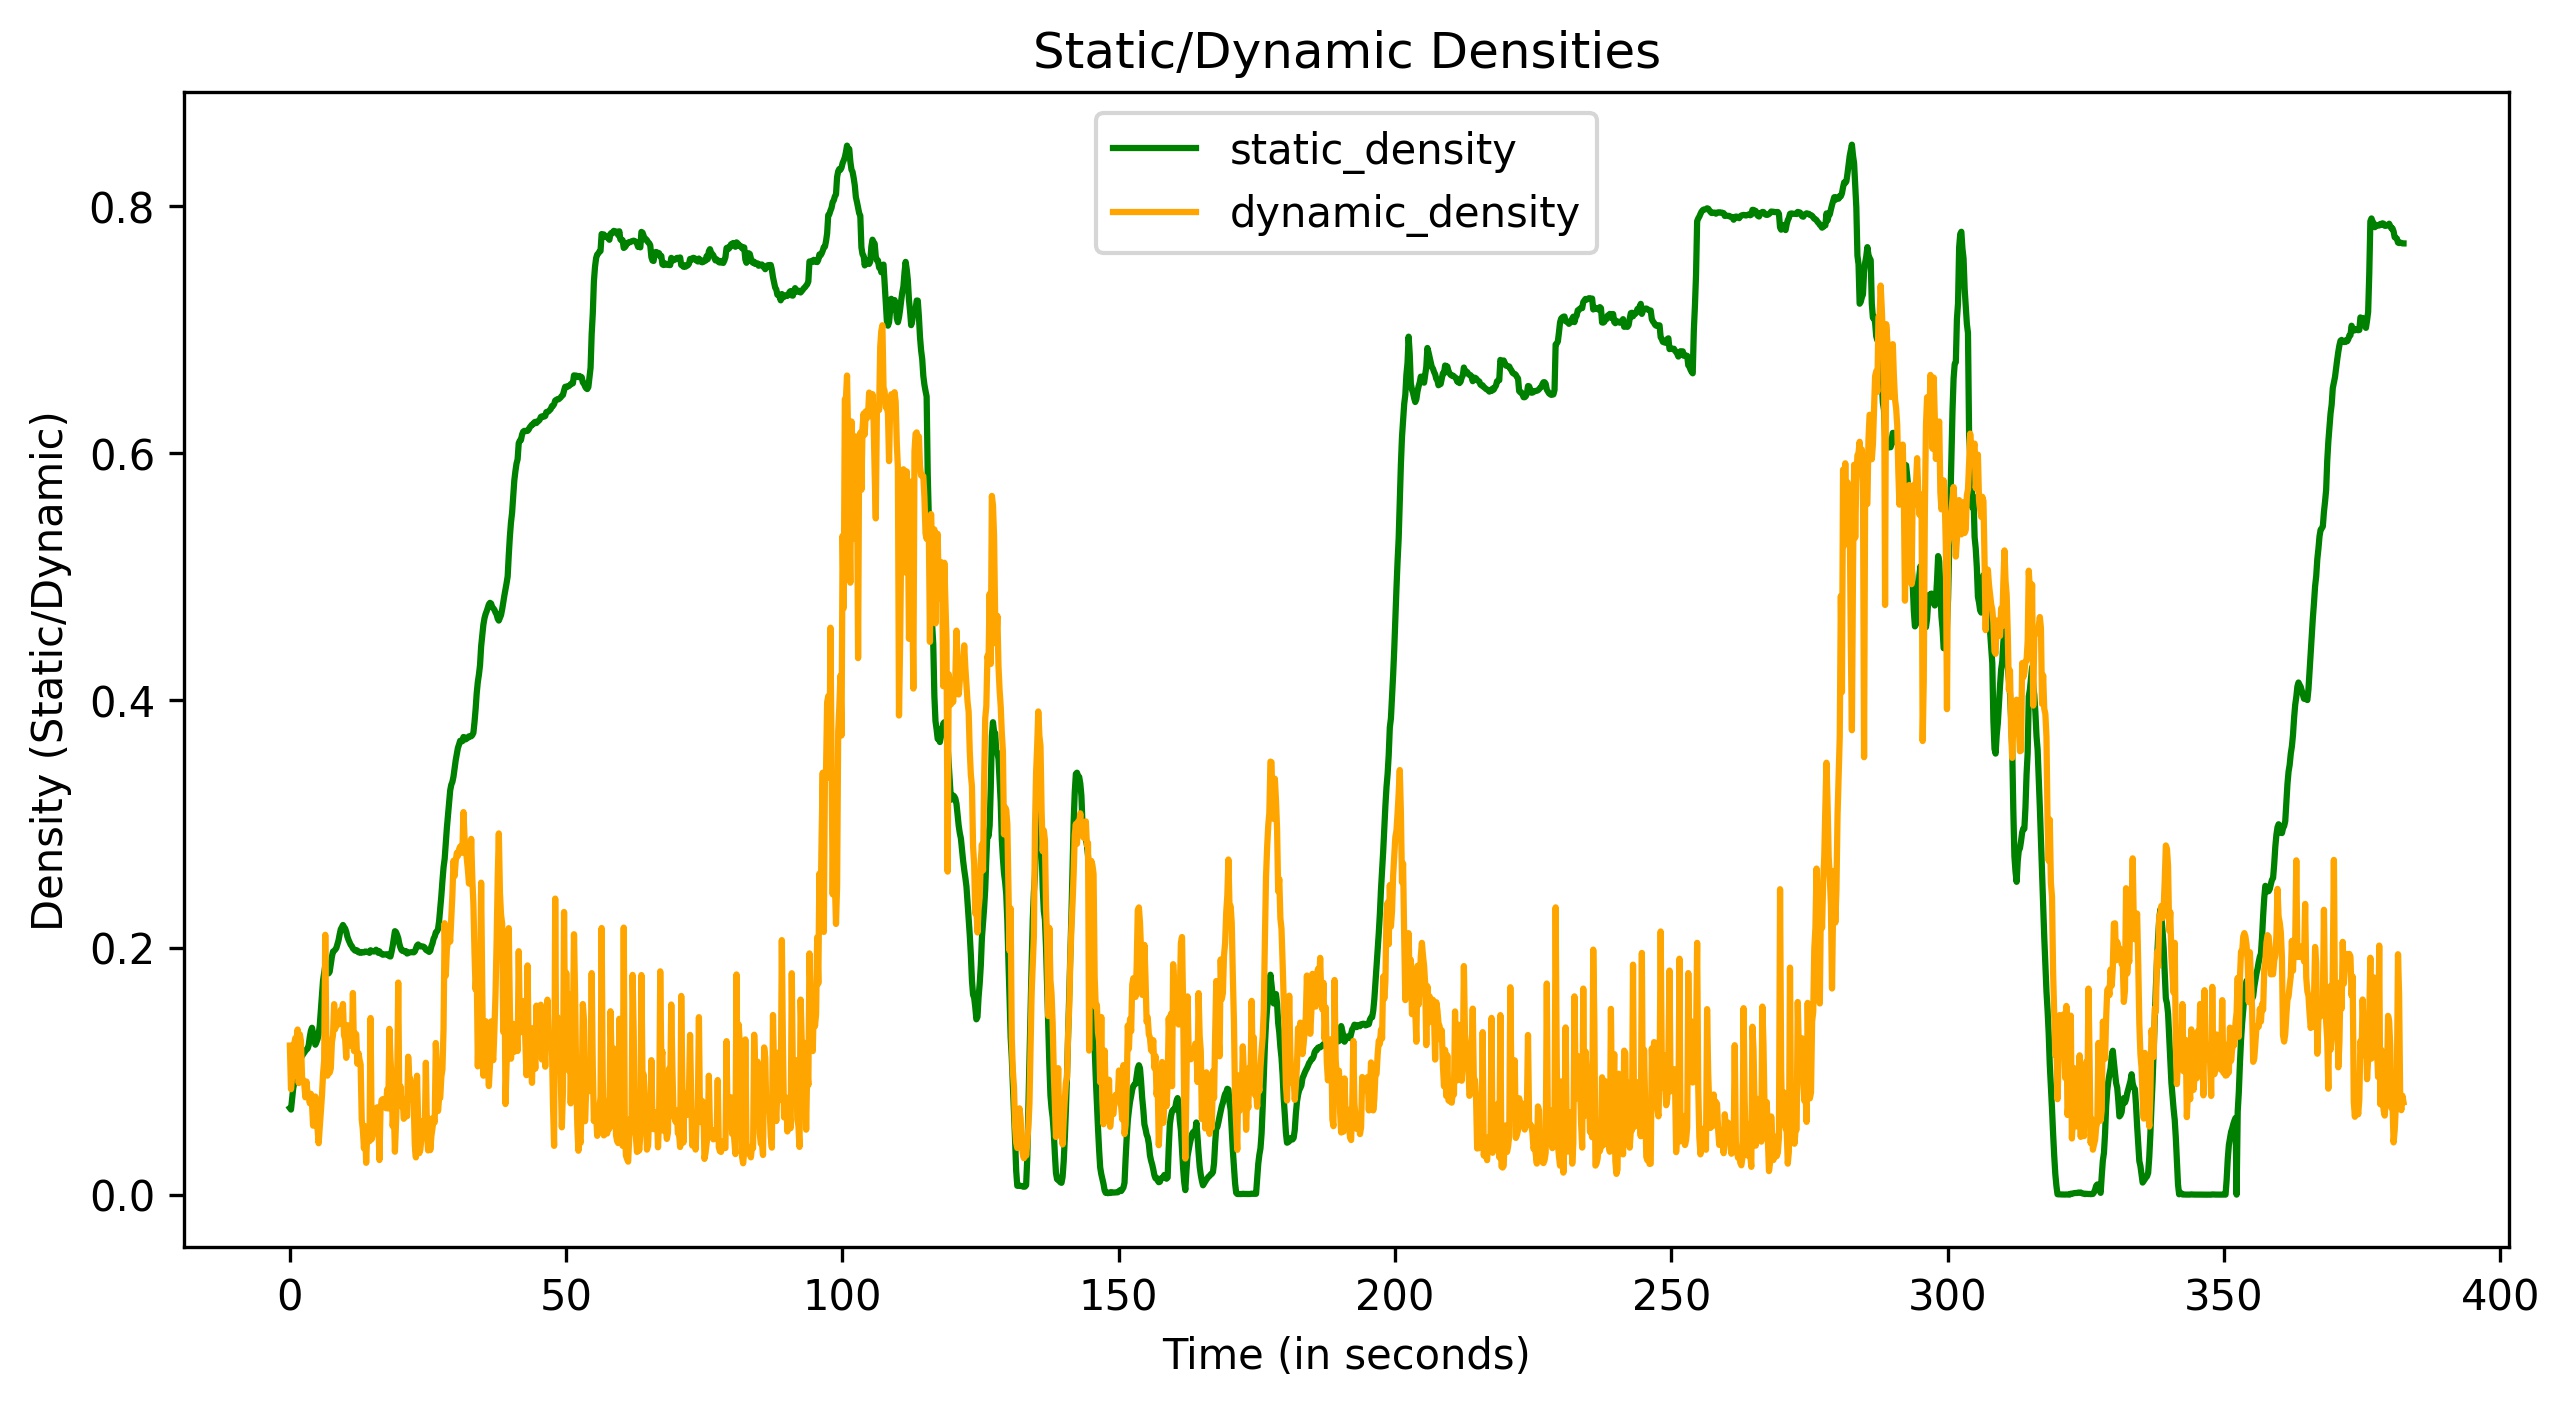 Static/Dynamic Densities
static_density
dynamic_density
Density (Static/Dynamic)
0.8
0.6
0.4
0.2
0.0
0 50 100 150 200 250 300 350 400
Time (in seconds)